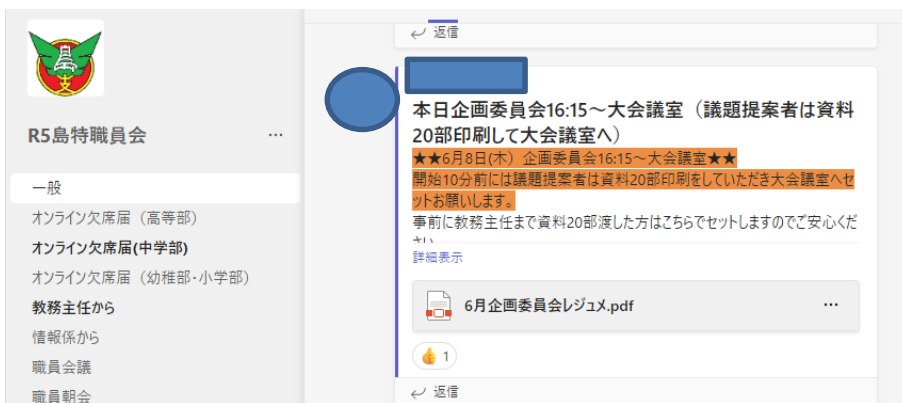 R5島特職員会
…
一般
オンライン欠席届（高等部）
オンライン欠席届(中学部)
オンライン欠席届（幼稚部・小学部）
教務主任から
情報係から
職員会議
職員朝会
返信
本日企画委員会16:15～大会議室（議題提案者は資料
20部印刷して大会議室へ）
★★6月8日(木）企画委員会16:15～大会議室★★
開始10分前には議題提案者は資料20部印刷をしていただき大会議室へセ
ットお願いします。
事前に教務主任まで資料20部渡した方はこちらでセットしますのでご安心くだ
さい
詳細表示
6月企画委員会レジュメ.pdf
…
👍 1
返信